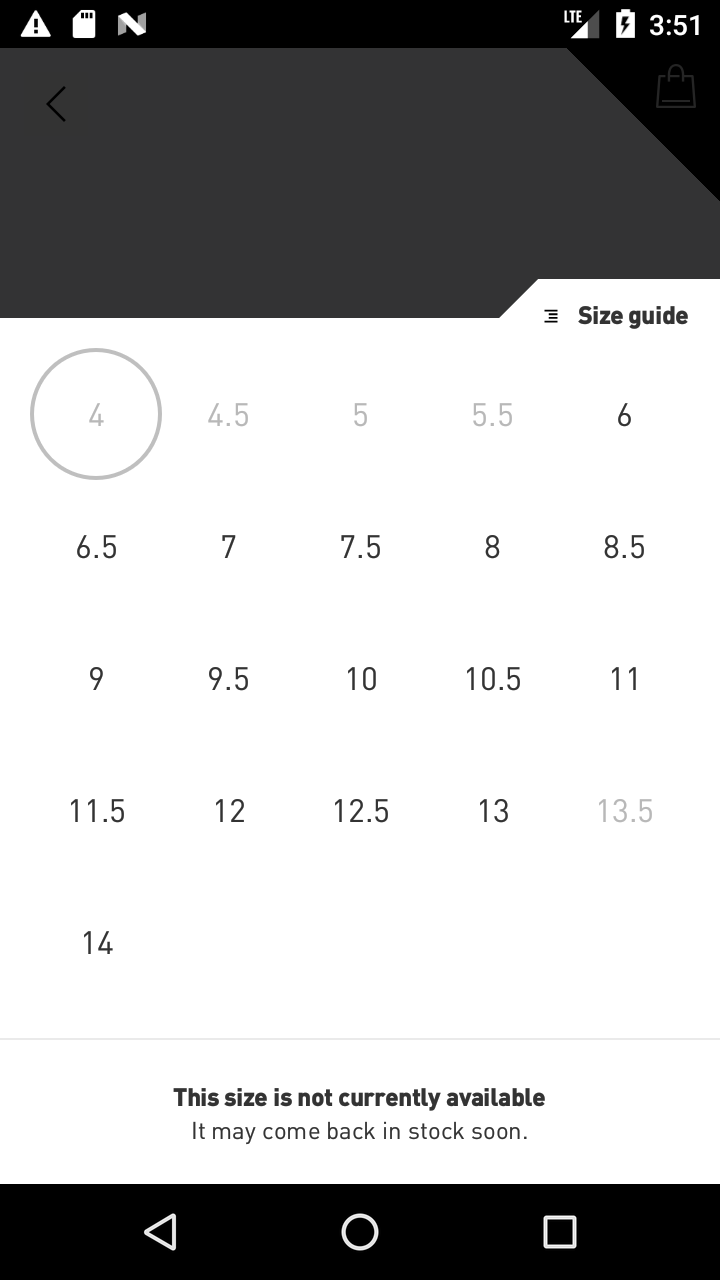 LTE 3:51
Size guide
4 4.5 5 5.5 6
6.5 7 7.5 8 8.5
9 9.5 10 10.5 11
11.5 12 12.5 13 13.5
14
This size is not currently available
It may come back in stock soon.